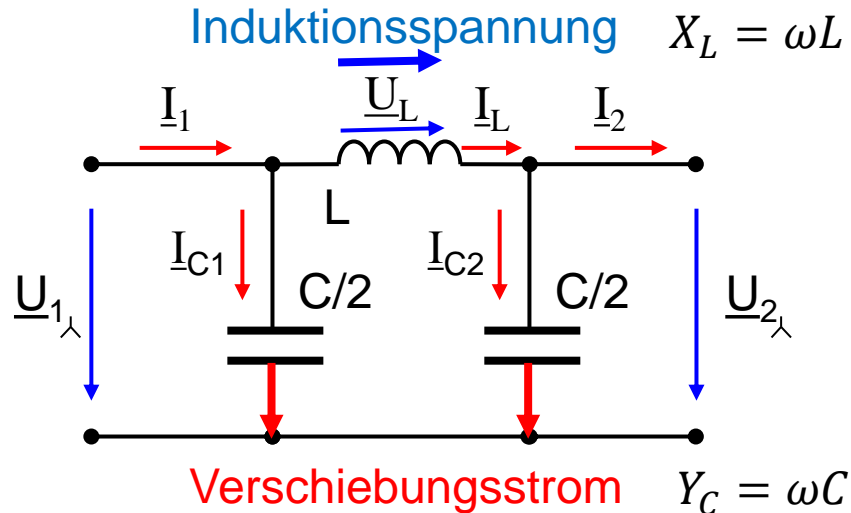 Induktionsspannung X_L = ωL
U_L
I_1 I_L I_2
L
I_C1 C/2 I_C2 C/2
U_1⅄ U_2⅄
Verschiebungsstrom Y_C = ωC